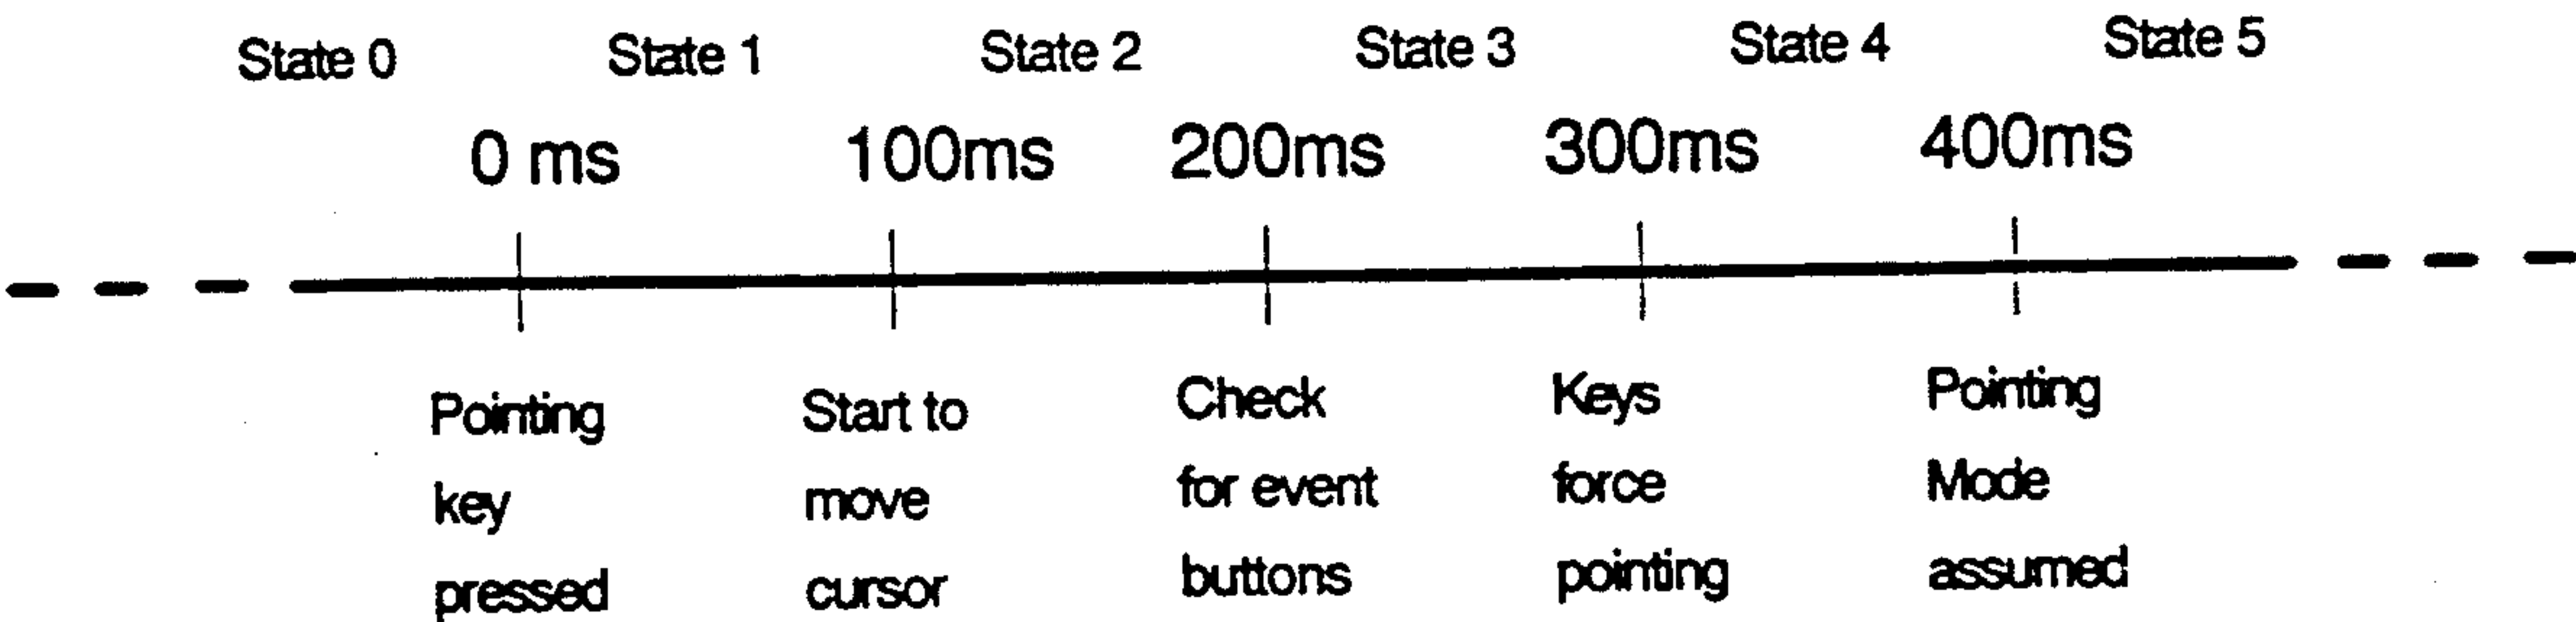 State 0 State 1 State 2 State 3 State 4 State 5
0 ms 100ms 200ms 300ms 400ms
Pointing Start to Check Keys Pointing
key move for event force Mode
pressed cursor buttons pointing assumed